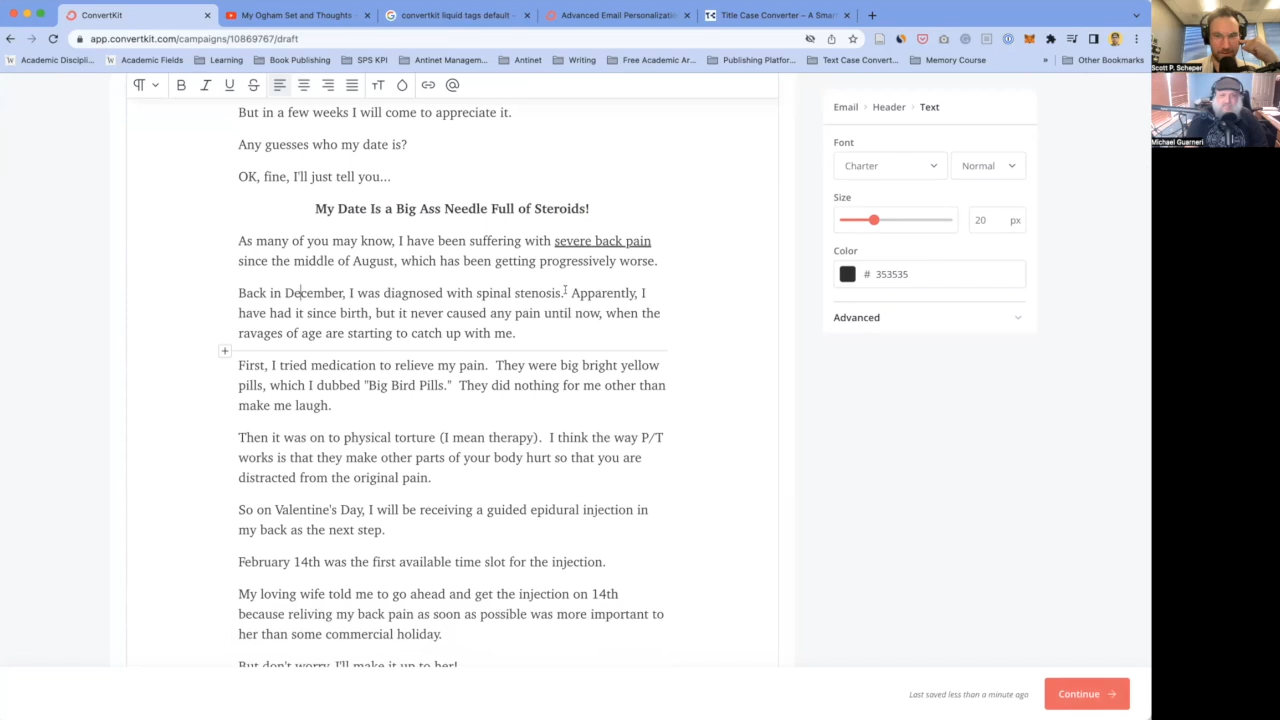 ConvertKit
My Ogham Set and Thoughts
convertkit liquid tags default -
Advanced Email Personalizatio
Title Case Converter – A Smar
app.convertkit.com/campaigns/10869767/draft
Academic Discipli...
Academic Fields
Learning
Book Publishing
SPS KPI
Antinet
Antinet
Writing
Free Academic Ar...
Publishing Platfor...
Text Case Convert...
Memory Course
»
Other Bookmarks
Scott P. Scheper
Michael Guarneri
But in a few weeks I will come to appreciate it.
Any guesses who my date is?
OK, fine, I'll just tell you...
My Date Is a Big Ass Needle Full of Steroids!
As many of you may know, I have been suffering with severe back pain
since the middle of August, which has been getting progressively worse.
Back in December, I was diagnosed with spinal stenosis. Apparently, I
have had it since birth, but it never caused any pain until now, when the
ravages of age are starting to catch up with me.
First, I tried medication to relieve my pain. They were big bright yellow
pills, which I dubbed "Big Bird Pills." They did nothing for me other than
make me laugh.
Then it was on to physical torture (I mean therapy). I think the way P/T
works is that they make other parts of your body hurt so that you are
distracted from the original pain.
So on Valentine's Day, I will be receiving a guided epidural injection in
my back as the next step.
February 14th was the first available time slot for the injection.
My loving wife told me to go ahead and get the injection on 14th
because reliving my back pain as soon as possible was more important to
her than some commercial holiday.
But don't worry, I'll make it up to her!
Email > Header > Text
Font
Charter
Normal
Size
20 px
Color
# 353535
Advanced
Last saved less than a minute ago
Continue →